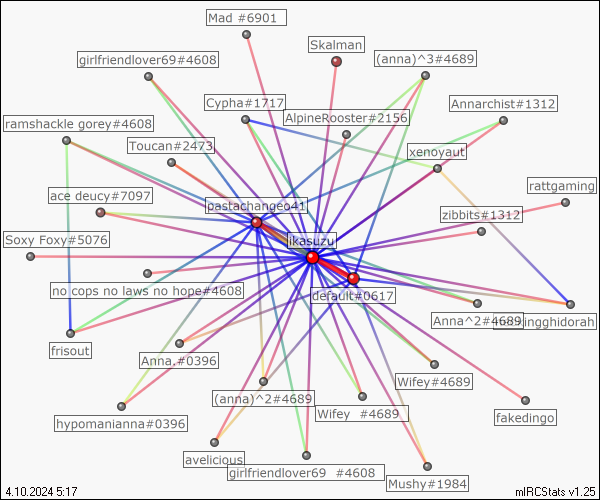 Mad #6901
Skalman
girlfriendlover69#4608
(anna)^3#4689
Cypha#1717
Annarchist#1312
AlpineRooster#2156
ramshackle gorey#4608
Toucan#2473
xenovaut
rattgaming
ace deucy#7097
pastachangeo41
zibbits#1312
Soxy Foxy#5076
ikasuzu
no cops no laws no hope#4608
default#0617
Anna^2#4689
ingghidorah
frisout
Anna,#0396
Wifey#4689
(anna)^2#4689
Wifey #4689
fakedingo
hypomanianna#0396
avelicious
girlfriendlover69 #4608
Mushy#1984
4.10.2024 5:17
mIRCStats v1.25